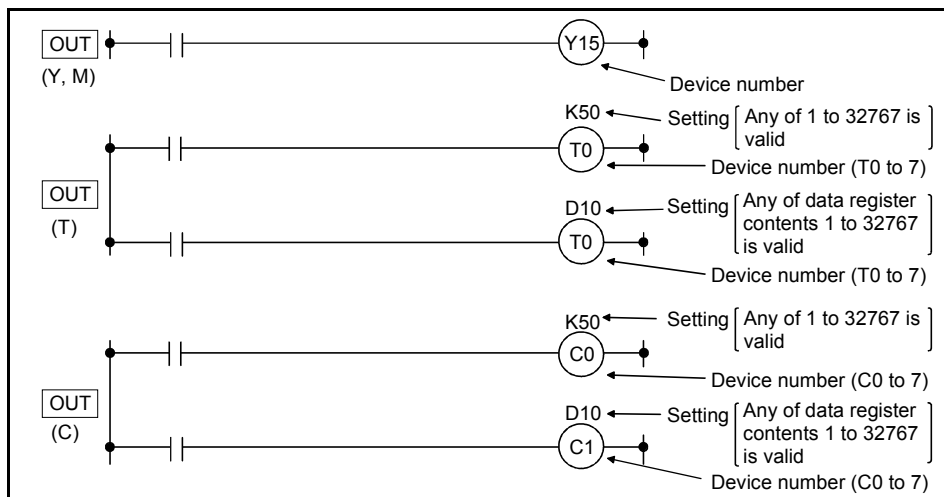 OUT
(Y, M)
Y15
Device number
K50
Setting
Any of 1 to 32767 is
valid
T0
Device number (T0 to 7)
OUT
(T)
D10
Setting
Any of data register
contents 1 to 32767
is valid
T0
Device number (T0 to 7)
K50
Setting
Any of 1 to 32767 is
valid
C0
Device number (C0 to 7)
OUT
(C)
D10
Setting
Any of data register
contents 1 to 32767
is valid
C1
Device number (C0 to 7)